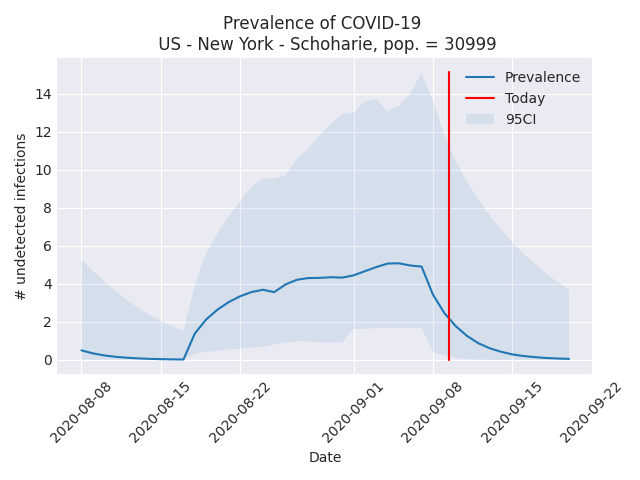 Prevalence of COVID-19
US - New York - Schoharie, pop. = 30999
Prevalence
Today
95CI
# undetected infections
14
12
10
8
6
4
2
0
2020-08-08
2020-08-15
2020-08-22
2020-09-01
2020-09-08
2020-09-15
2020-09-22
Date